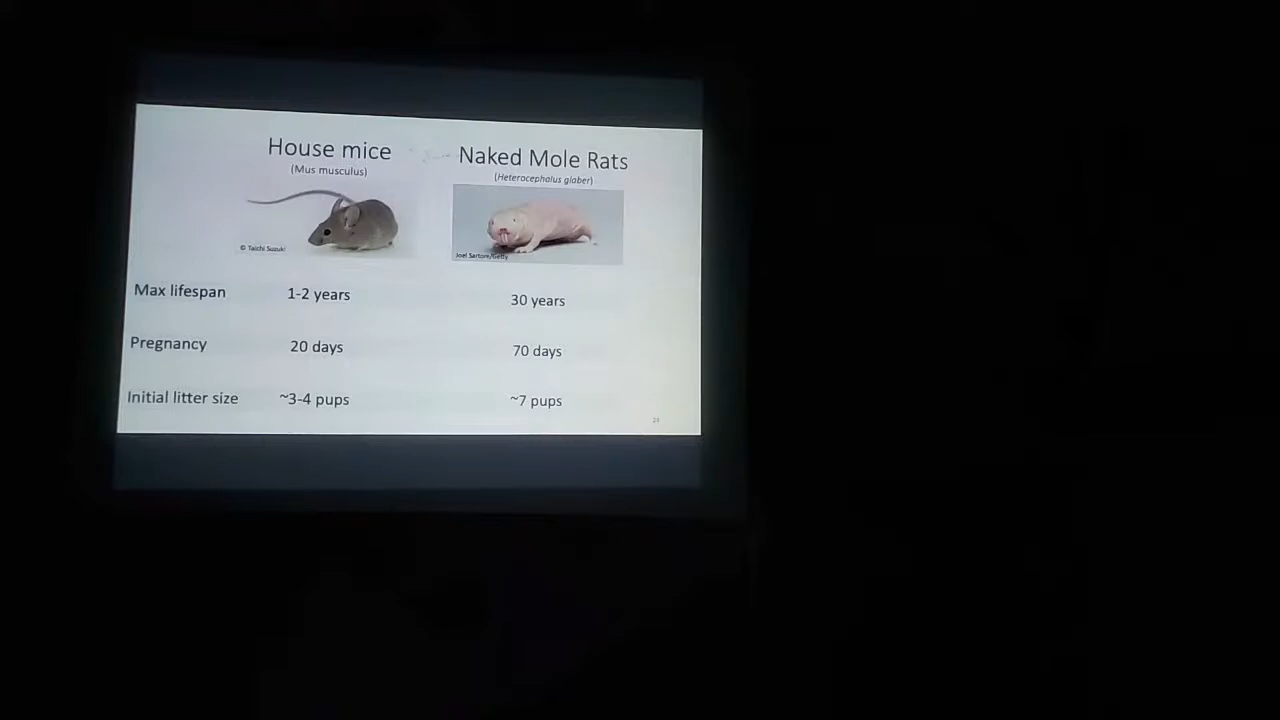 House mice
(Mus musculus)
Naked Mole Rats
(Heterocephalus glaber)
© Taichi Suzuki
Joel Sartore/Getty
Max lifespan 1-2 years 30 years
Pregnancy 20 days 70 days
Initial litter size ~3-4 pups ~7 pups